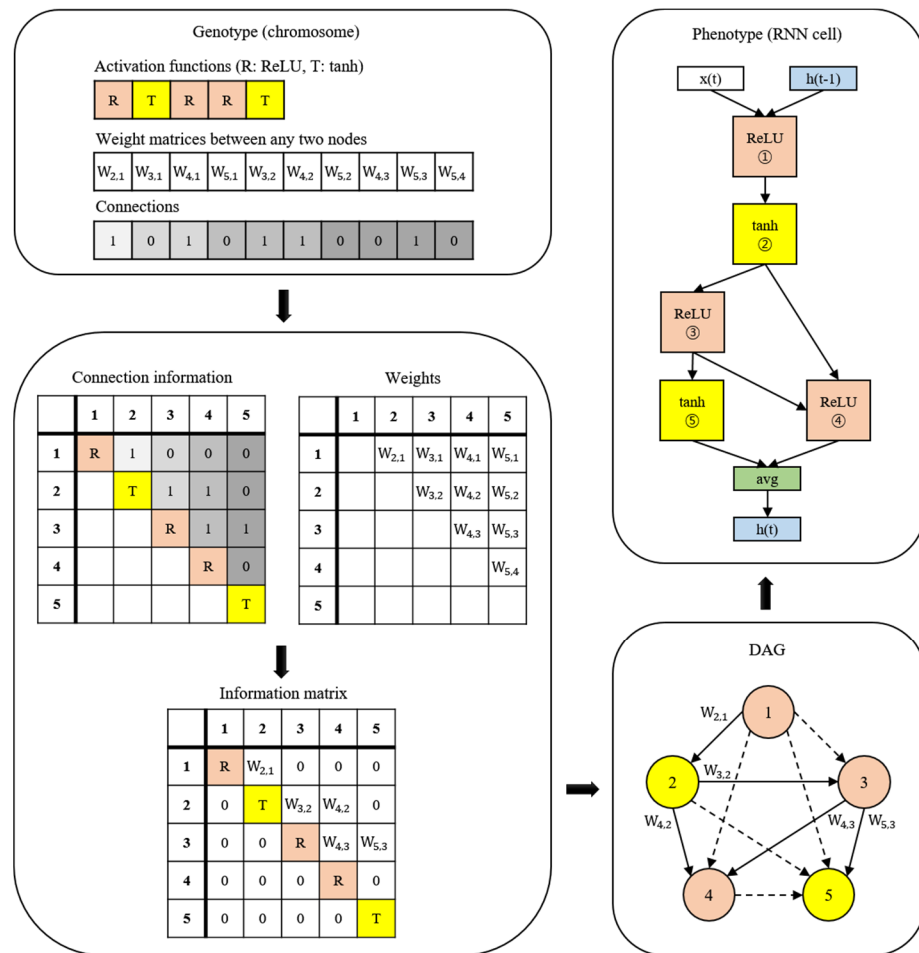 Genotype (chromosome)
Activation functions (R: ReLU, T: tanh)
R T R R T
Weight matrices between any two nodes
W2,1 W3,1 W4,1 W5,1 W3,2 W4,2 W5,2 W4,3 W5,3 W5,4
Connections
1 0 1 0 1 1 0 0 1 0
Connection information
1 2 3 4 5
1 R 1 0 0 0
2 T 1 1 0
3 R 1 1
4 R 0
5 T
Weights
1 2 3 4 5
1 W2,1 W3,1 W4,1 W5,1
2 W3,2 W4,2 W5,2
3 W4,3 W5,3
4 W5,4
5
Information matrix
1 2 3 4 5
1 R W2,1 0 0 0
2 0 T W3,2 W4,2 0
3 0 0 R W4,3 W5,3
4 0 0 0 R 0
5 0 0 0 0 T
Phenotype (RNN cell)
x(t) h(t-1)
ReLU
①
tanh
②
ReLU
③
tanh
⑤
ReLU
④
avg
h(t)
DAG
1
W2,1
2 W3,2 3
W4,2 W4,3 W5,3
4 5